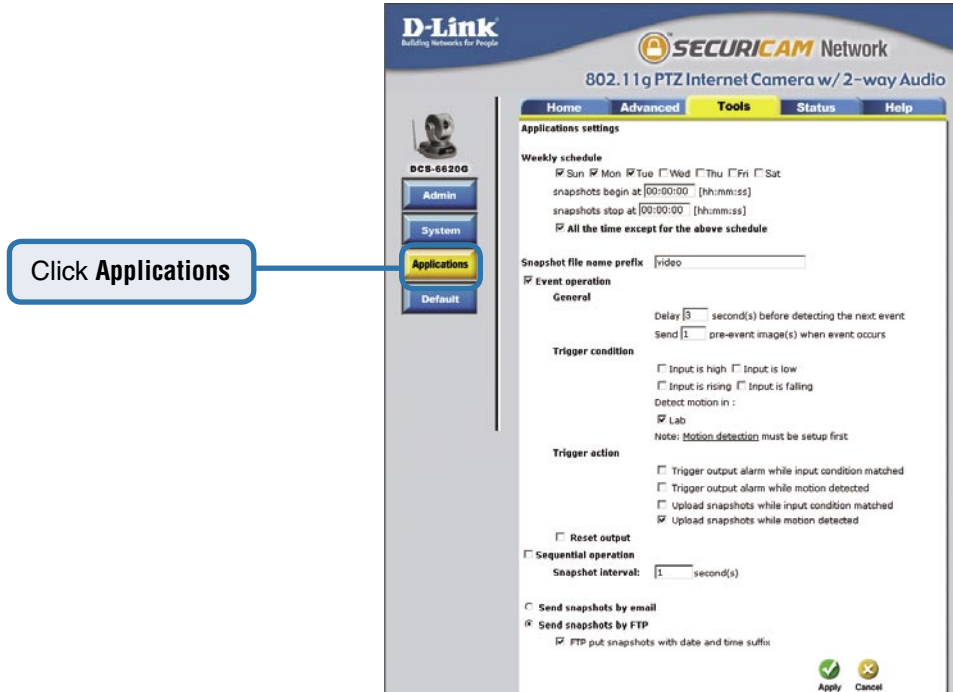 D-Link
Building Networks for People
SECURICAM Network
802.11g PTZ Internet Camera w/ 2-way Audio
Home Advanced Tools Status Help
DCS-6620G
Admin
System
Applications
Default
Click Applications
Applications settings
Weekly schedule
Sun Mon Tue Wed Thu Fri Sat
snapshots begin at 00:00:00 [hh:mm:ss]
snapshots stop at 00:00:00 [hh:mm:ss]
All the time except for the above schedule
Snapshot file name prefix video
Event operation
General
Delay 3 second(s) before detecting the next event
Send 1 pre-event image(s) when event occurs
Trigger condition
Input is high Input is low
Input is rising Input is falling
Detect motion in :
Lab
Note: Motion detection must be setup first
Trigger action
Trigger output alarm while input condition matched
Trigger output alarm while motion detected
Upload snapshots while input condition matched
Upload snapshots while motion detected
Reset output
Sequential operation
Snapshot interval: 1 second(s)
Send snapshots by email
Send snapshots by FTP
FTP put snapshots with date and time suffix
Apply Cancel